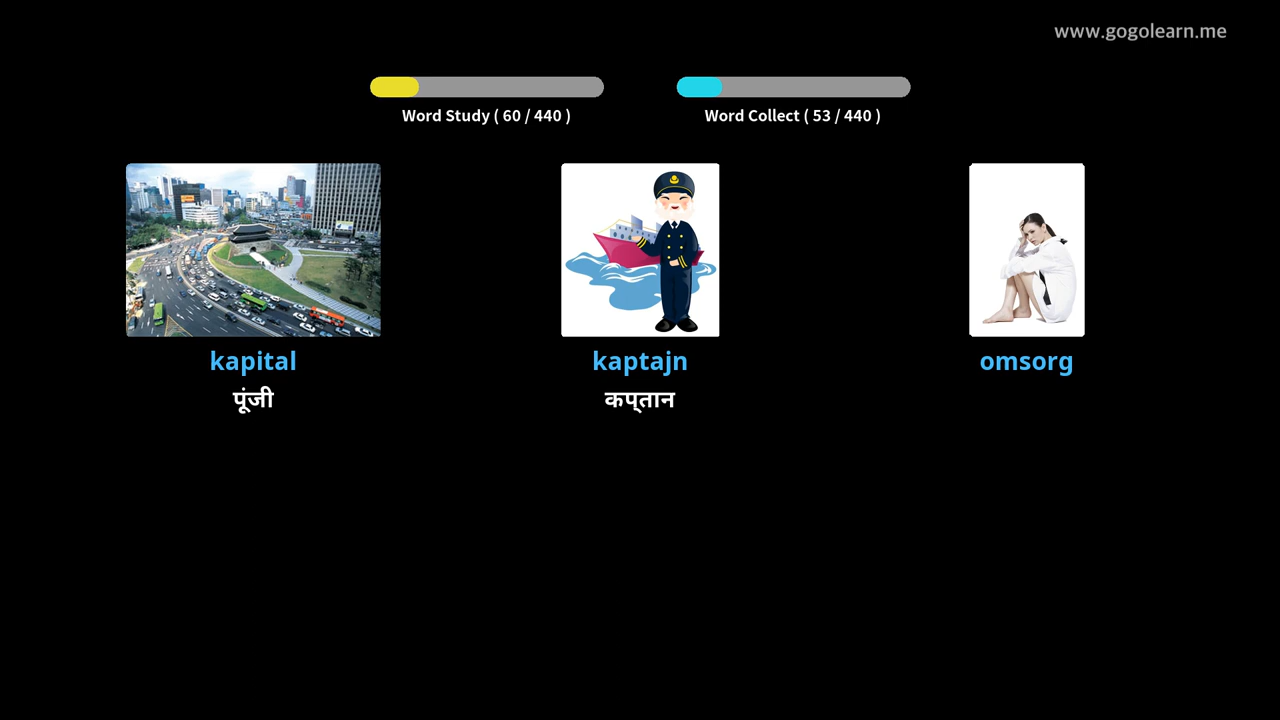 www.gogolearn.me
Word Study ( 60 / 440 )
Word Collect ( 53 / 440 )
kapital
kaptajn
omsorg
पूंजी
कप्तान